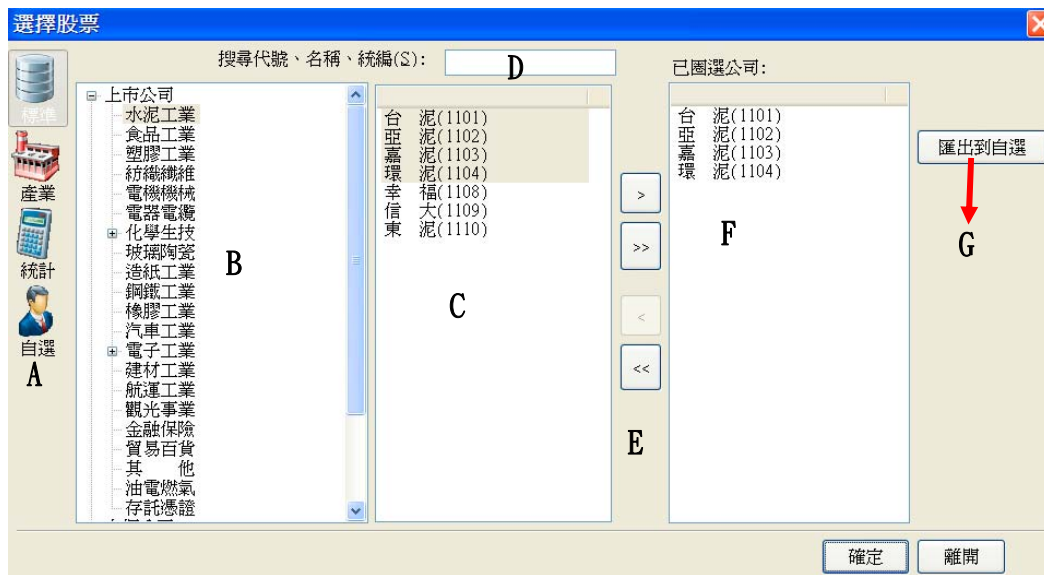 選擇股票
搜尋代號、名稱、統編(S):
D
已圈選公司:
標準
產業
統計
自選
A
上市公司
水泥工業
食品工業
塑膠工業
紡織纖維
電機機械
電器電纜
化學生技
玻璃陶瓷
造紙工業
鋼鐵工業
橡膠工業
汽車工業
電子工業
建材工業
航運工業
觀光事業
金融保險
貿易百貨
其 他
油電燃氣
存託憑證
B
台 泥(1101)
亞 泥(1102)
嘉 泥(1103)
環 泥(1104)
幸 福(1108)
信 大(1109)
東 泥(1110)
C
>
>>
<
<<
E
台 泥(1101)
亞 泥(1102)
嘉 泥(1103)
環 泥(1104)
F
匯出到自選
G
確定
離開